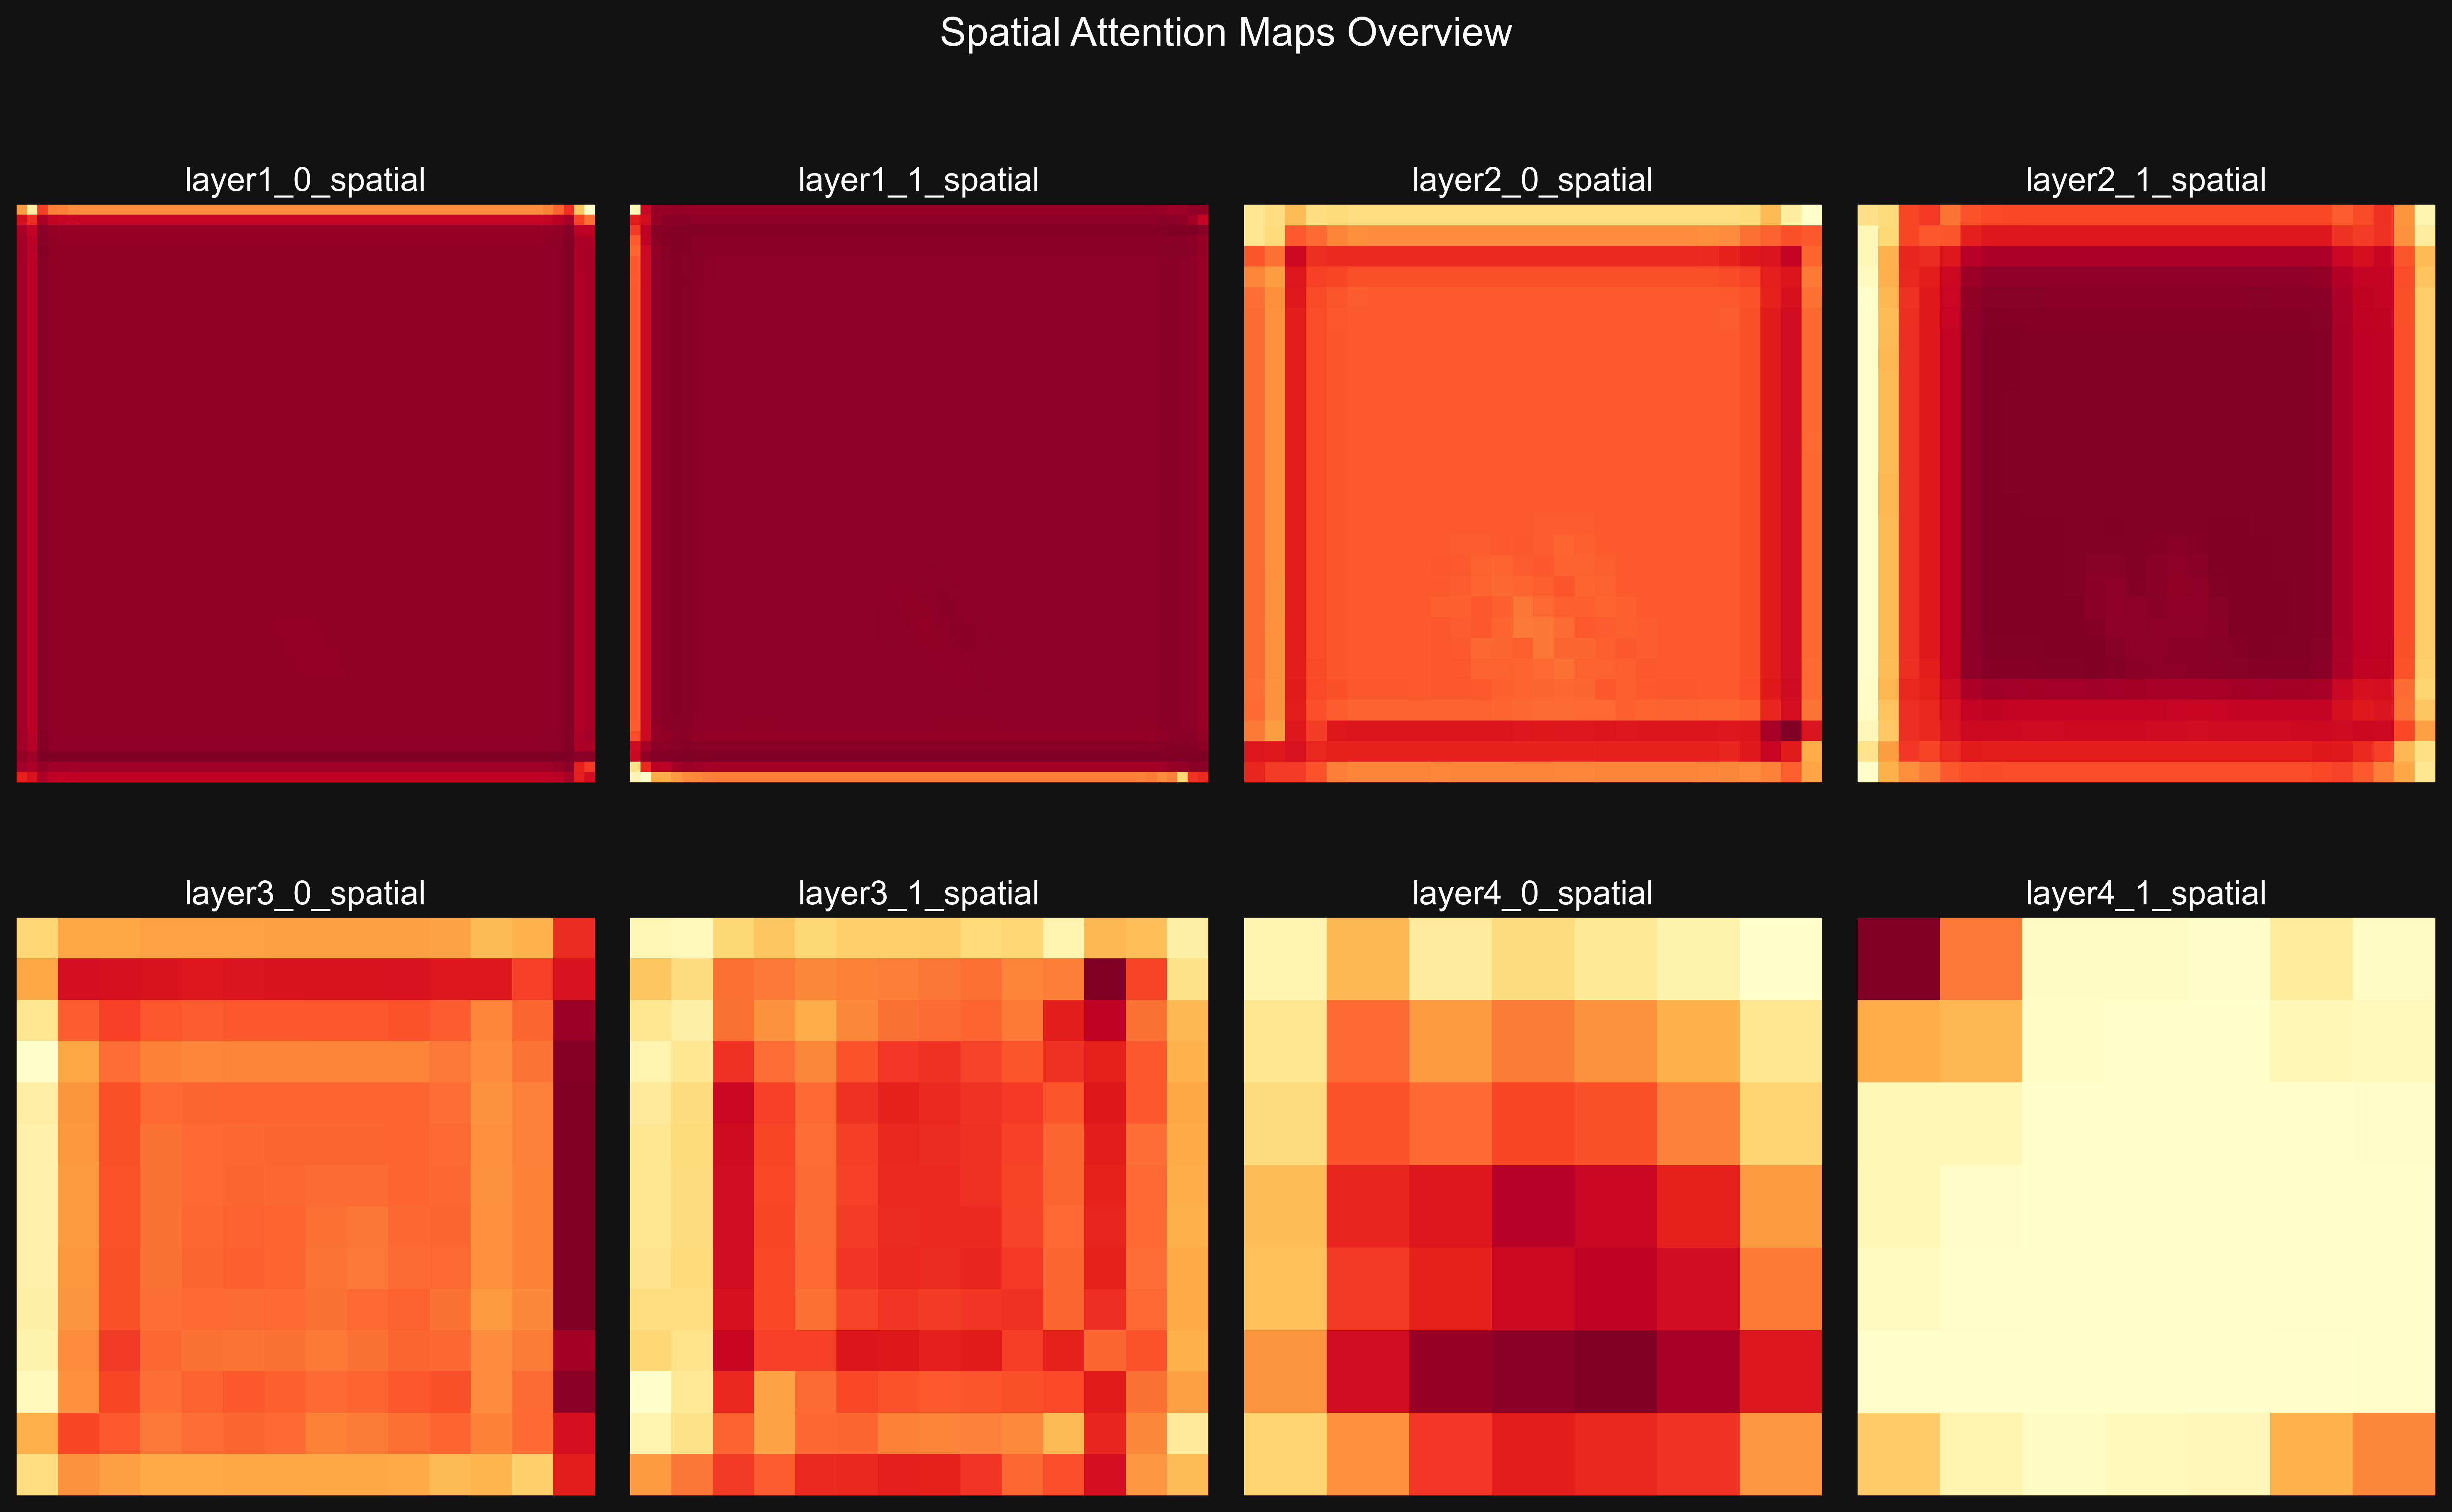 Spatial Attention Maps Overview
layer1_0_spatial
layer1_1_spatial
layer2_0_spatial
layer2_1_spatial
layer3_0_spatial
layer3_1_spatial
layer4_0_spatial
layer4_1_spatial